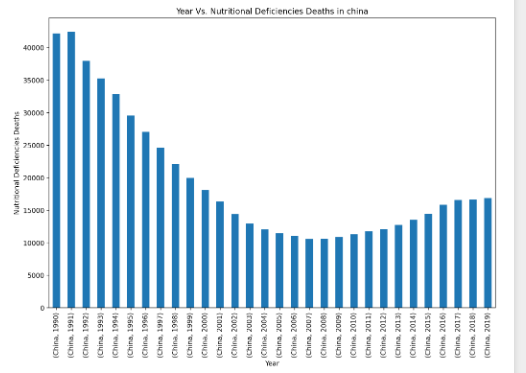 Year Vs. Nutritional Deficiencies Deaths in china
Nutritional Deficiencies Deaths
40000
35000
30000
25000
20000
15000
10000
5000
0
(China, 1990)
(China, 1991)
(China, 1992)
(China, 1993)
(China, 1994)
(China, 1995)
(China, 1996)
(China, 1997)
(China, 1998)
(China, 1999)
(China, 2000)
(China, 2001)
(China, 2002)
(China, 2003)
(China, 2004)
(China, 2005)
(China, 2006)
(China, 2007)
(China, 2008)
(China, 2009)
(China, 2010)
(China, 2011)
(China, 2012)
(China, 2013)
(China, 2014)
(China, 2015)
(China, 2016)
(China, 2017)
(China, 2018)
(China, 2019)
Year